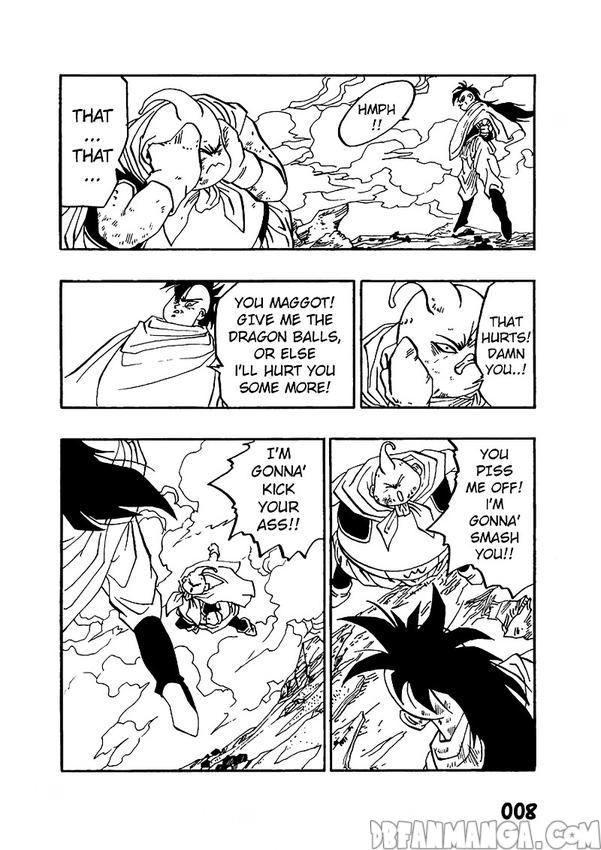 HMPH
!!
THAT
...
THAT
...
THAT
HURTS!
DAMN
YOU..!
YOU MAGGOT!
GIVE ME THE
DRAGON BALLS,
OR ELSE
I'LL HURT YOU
SOME MORE!
YOU
PISS
ME OFF!
I'M
GONNA'
SMASH
YOU!!
I'M
GONNA'
KICK
YOUR
ASS!!
008
DBFANMANGA.COM